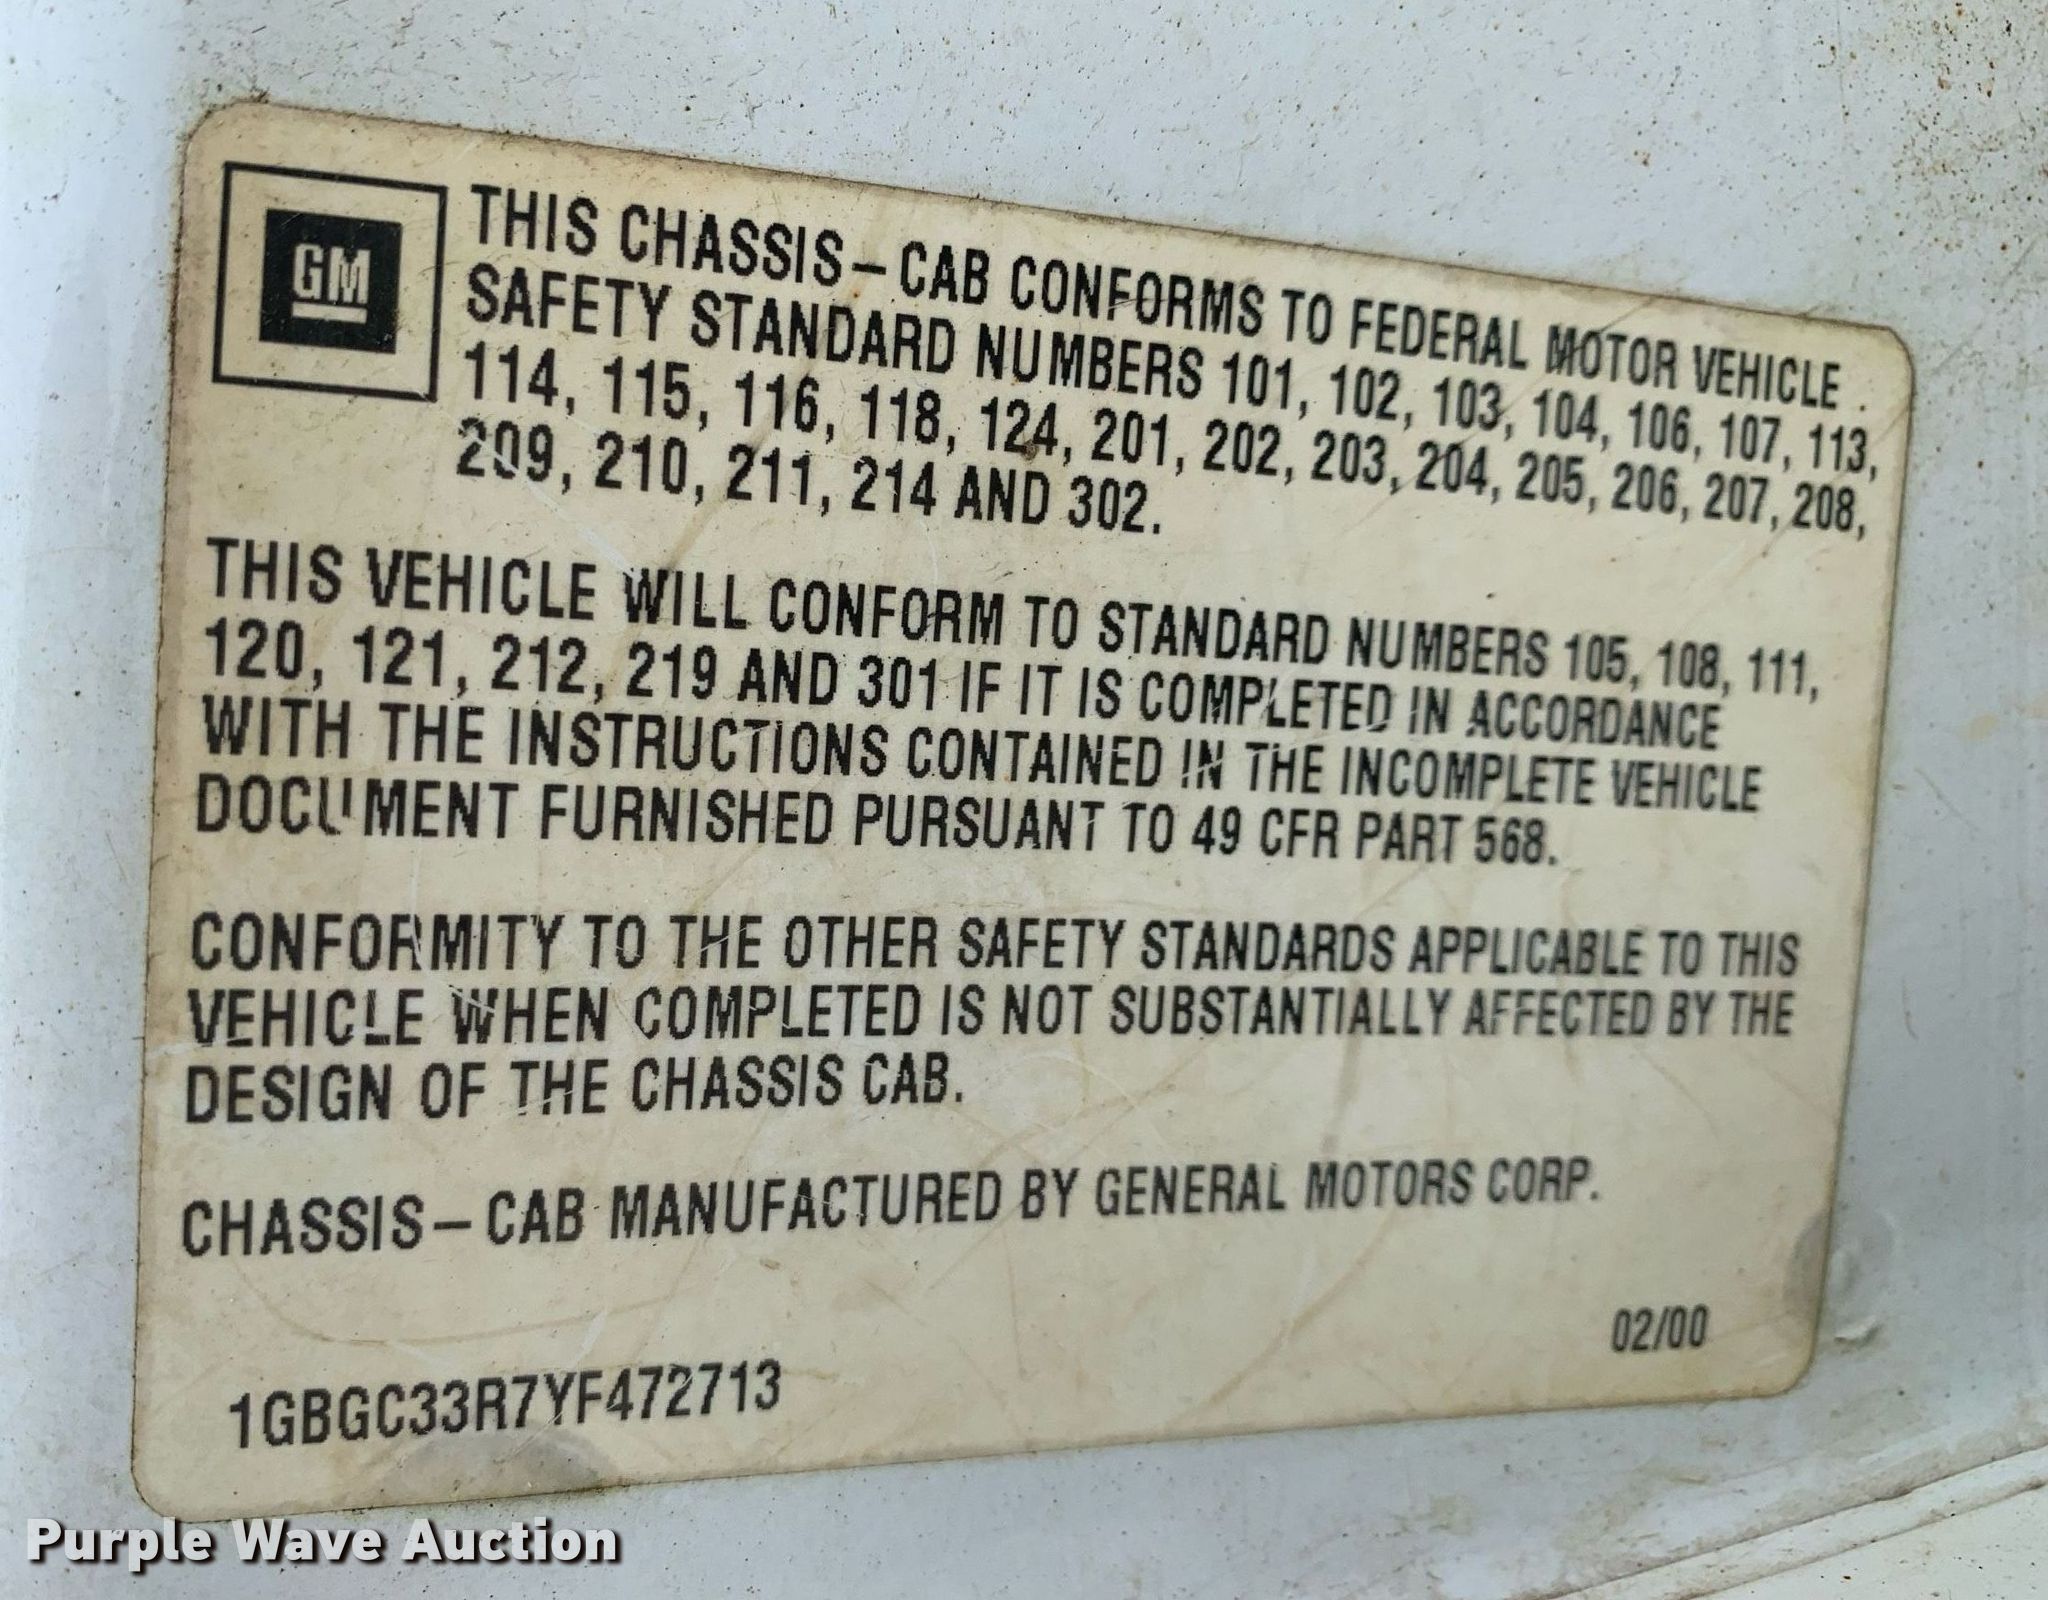 GM
THIS CHASSIS – CAB CONFORMS TO FEDERAL MOTOR VEHICLE
SAFETY STANDARD NUMBERS 101, 102, 103, 104, 106, 107, 113,
114, 115, 116, 118, 124, 201, 202, 203, 204, 205, 206, 207, 208,
209, 210, 211, 214 AND 302.
THIS VEHICLE WILL CONFORM TO STANDARD NUMBERS 105, 108, 111,
120, 121, 212, 219 AND 301 IF IT IS COMPLETED IN ACCORDANCE
WITH THE INSTRUCTIONS CONTAINED IN THE INCOMPLETE VEHICLE
DOCUMENT FURNISHED PURSUANT TO 49 CFR PART 568.
CONFORMITY TO THE OTHER SAFETY STANDARDS APPLICABLE TO THIS
VEHICLE WHEN COMPLETED IS NOT SUBSTANTIALLY AFFECTED BY THE
DESIGN OF THE CHASSIS CAB.
CHASSIS – CAB MANUFACTURED BY GENERAL MOTORS CORP.
02/00
1GBGC33R7YF472713
Purple Wave Auction